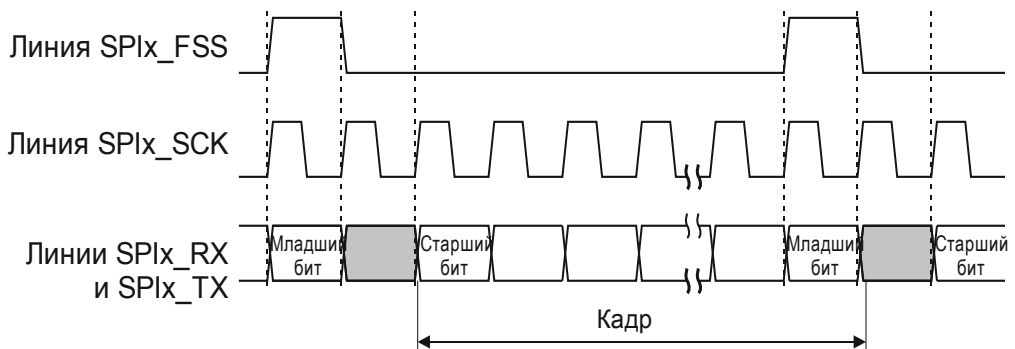 Линия SPIx_FSS
Линия SPIx_SCK
Линии SPIx_RX
и SPIx_TX
Младший
бит
Старший
бит
Младший
бит
Старший
бит
Кадр